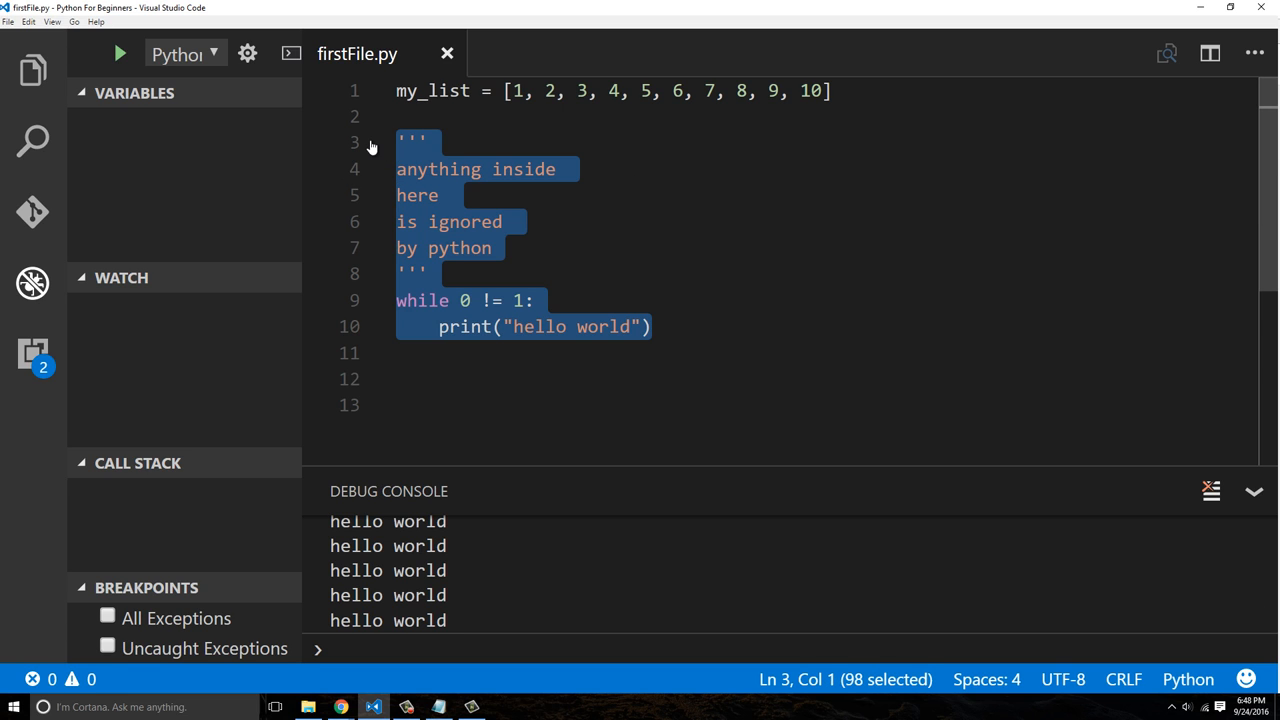 firstFile.py - Python For Beginners - Visual Studio Code
File Edit View Go Help
Pythor
firstFile.py
VARIABLES
WATCH
CALL STACK
BREAKPOINTS
All Exceptions
Uncaught Exceptions
1 my_list = [1, 2, 3, 4, 5, 6, 7, 8, 9, 10]
2
3 '''
4 anything inside
5 here
6 is ignored
7 by python
8 '''
9 while 0 != 1:
10 print("hello world")
11
12
13
DEBUG CONSOLE
hello world
hello world
hello world
hello world
hello world
2
0 0
Ln 3, Col 1 (98 selected) Spaces: 4 UTF-8 CRLF Python
I'm Cortana. Ask me anything.
6:48 PM
9/24/2016